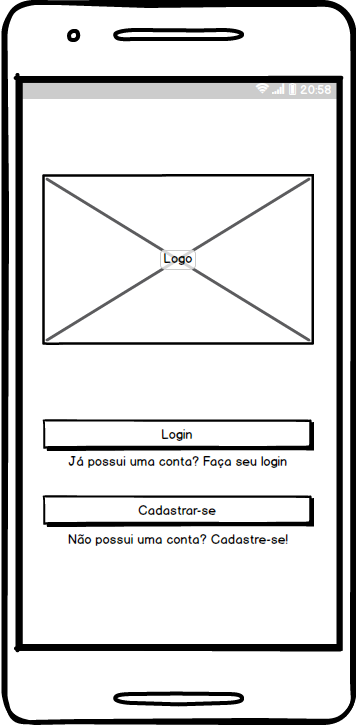 20:58
Logo
Login
Já possui uma conta? Faça seu login
Cadastrar-se
Não possui uma conta? Cadastre-se!